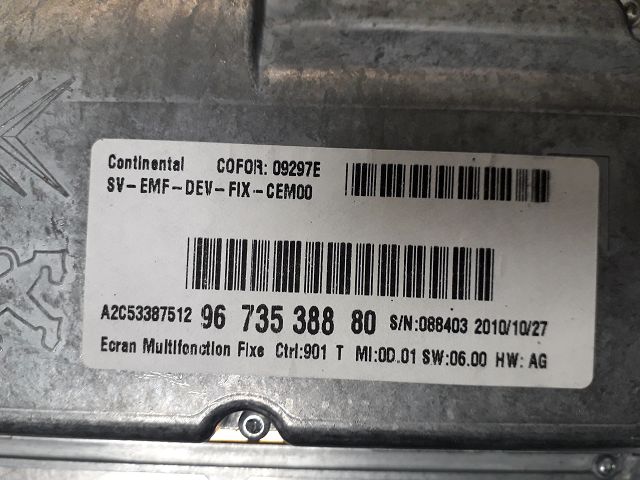 Continental COFOR: 09297E
SV-EMF-DEV-FIX-CEM00
A2C53387512 96 735 388 80 S/N:088403 2010/10/27
Ecran Multifonction Fixe Ctrl:901 T MI:0D.01 SW:06.00 HW: AG